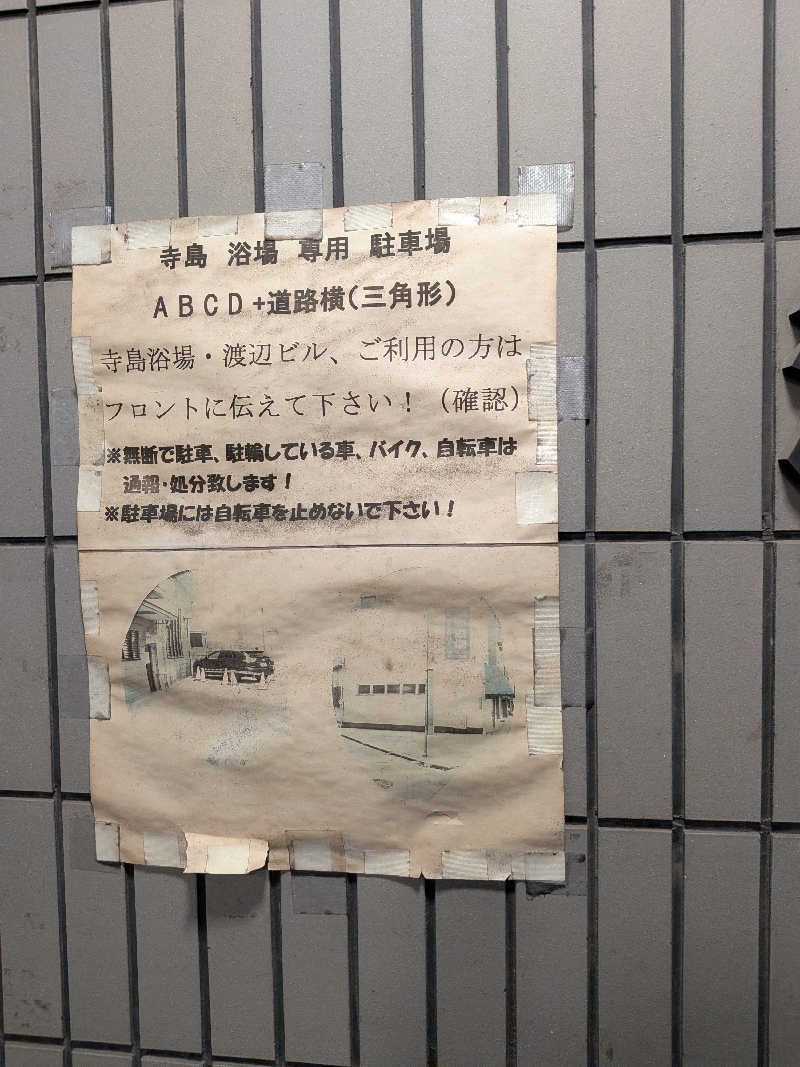 寺島 浴場 専用 駐車場
ABCD+道路横(三角形)
寺島浴場・渡辺ビル、ご利用の方は
フロントに伝えて下さい！(確認)
※無断で駐車、駐輪している車、バイク、自転車は
通報・処分致します！
※駐車場には自転車を止めないで下さい！